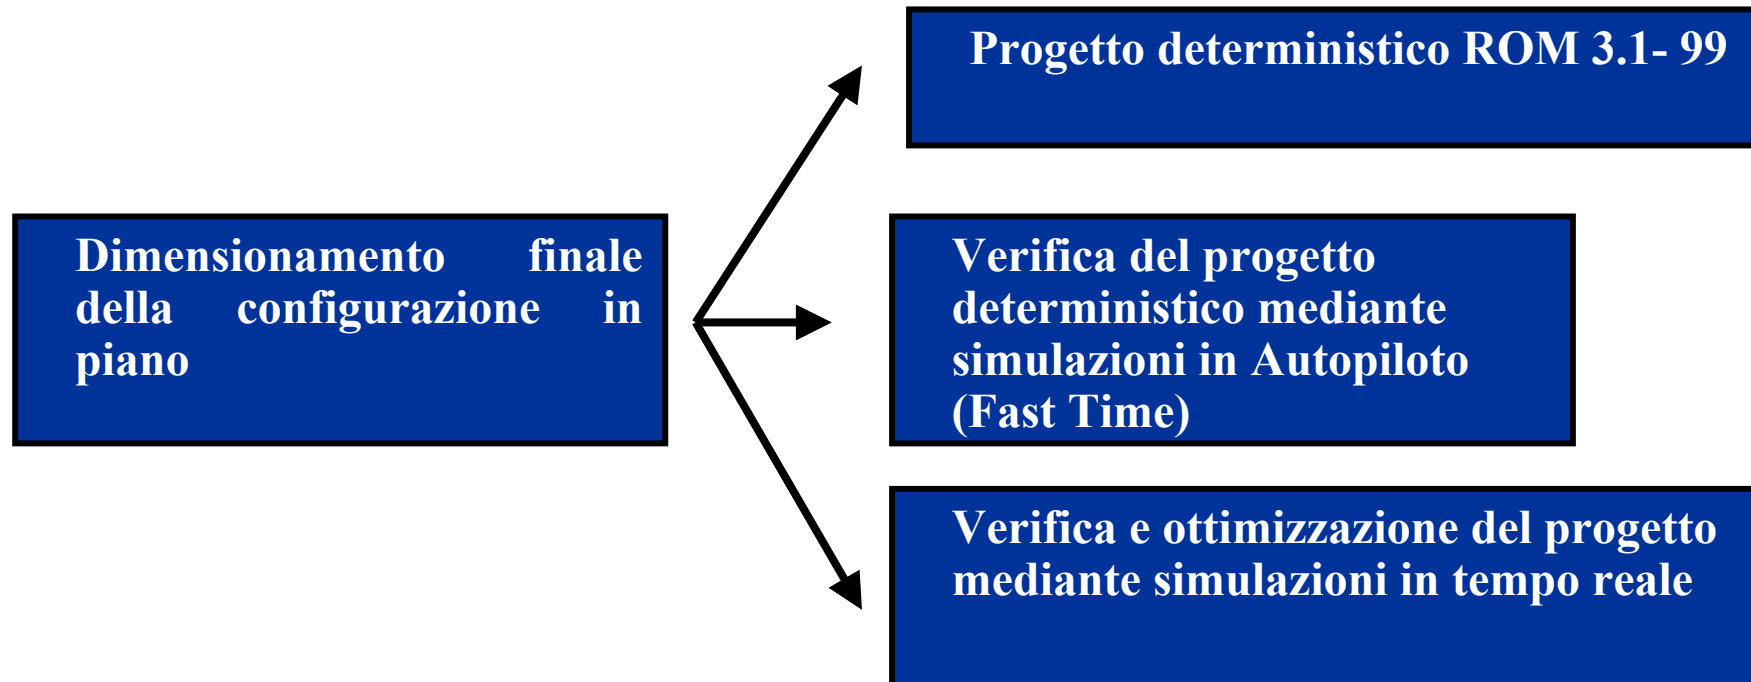 Progetto deterministico ROM 3.1- 99
Dimensionamento finale
della configurazione in
piano
Verifica del progetto
deterministico mediante
simulazioni in Autopiloto
(Fast Time)
Verifica e ottimizzazione del progetto
mediante simulazioni in tempo reale